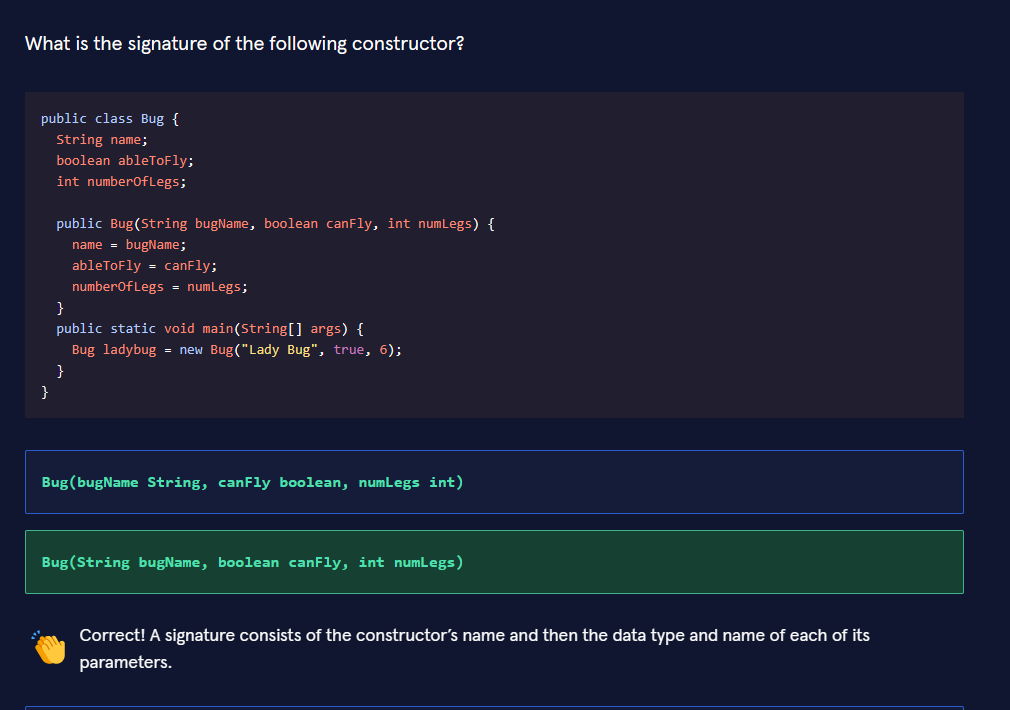 What is the signature of the following constructor?
public class Bug {
  String name;
  boolean ableToFly;
  int numberOfLegs;

  public Bug(String bugName, boolean canFly, int numLegs) {
    name = bugName;
    ableToFly = canFly;
    numberOfLegs = numLegs;
  }
  public static void main(String[] args) {
    Bug ladybug = new Bug("Lady Bug", true, 6);
  }
}
Bug(bugName String, canFly boolean, numLegs int)
Bug(String bugName, boolean canFly, int numLegs)
Correct! A signature consists of the constructor’s name and then the data type and name of each of its
parameters.